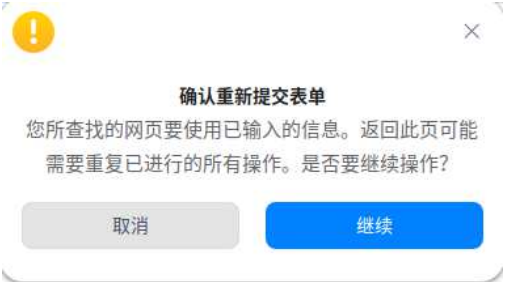 确认重新提交表单
您所查找的网页要使用已输入的信息。返回此页可能
需要重复已进行的所有操作。是否要继续操作?
取消
继续